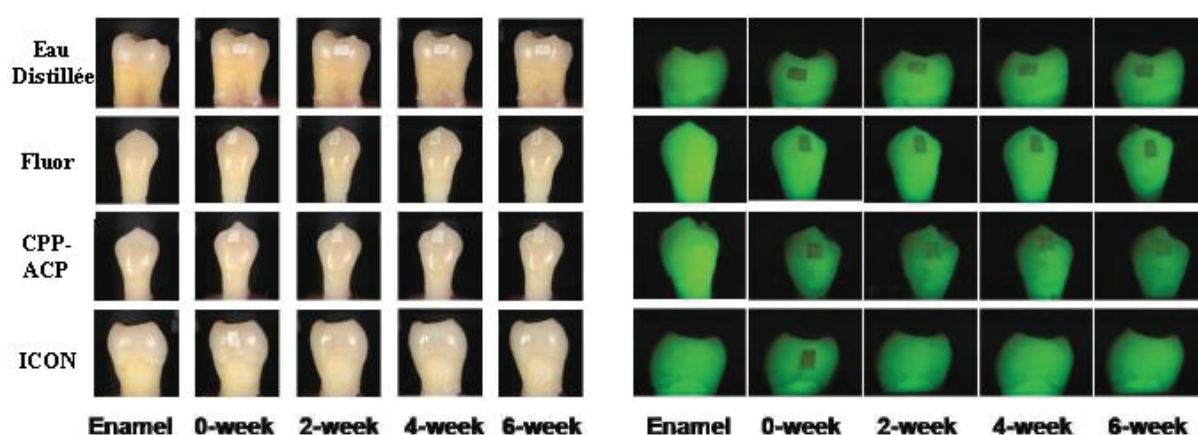 Eau
Distillée
Fluor
CPP-
ACP
ICON
Enamel 0-week 2-week 4-week 6-week
Enamel 0-week 2-week 4-week 6-week